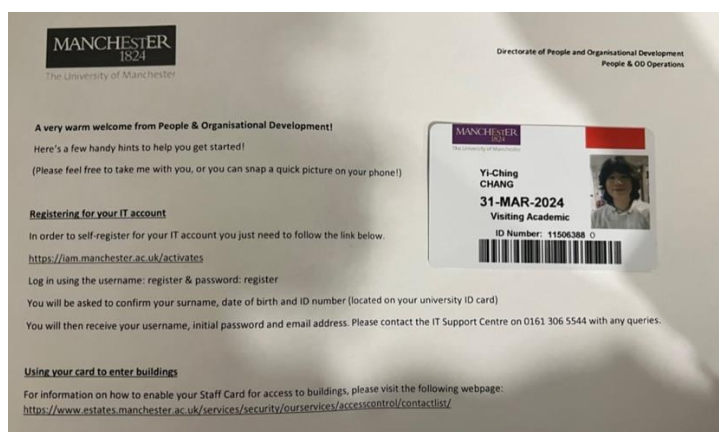 MANCHESTER
1824
The University of Manchester
Directorate of People and Organisational Development
People & OD Operations
A very warm welcome from People & Organisational Development!
Here's a few handy hints to help you get started!
(Please feel free to take me with you, or you can snap a quick picture on your phone!)
MANCHESTER
1824
The University of Manchester
Yi-Ching
CHANG
31-MAR-2024
Visiting Academic
ID Number: 11506388 0
Registering for your IT account
In order to self-register for your IT account you just need to follow the link below.
https://iam.manchester.ac.uk/activates
Log in using the username: register & password: register
You will be asked to confirm your surname, date of birth and ID number (located on your university ID card)
You will then receive your username, initial password and email address. Please contact the IT Support Centre on 0161 306 5544 with any queries.
Using your card to enter buildings
For information on how to enable your Staff Card for access to buildings, please visit the following webpage:
https://www.estates.manchester.ac.uk/services/security/ourservices/accesscontrol/contactlist/